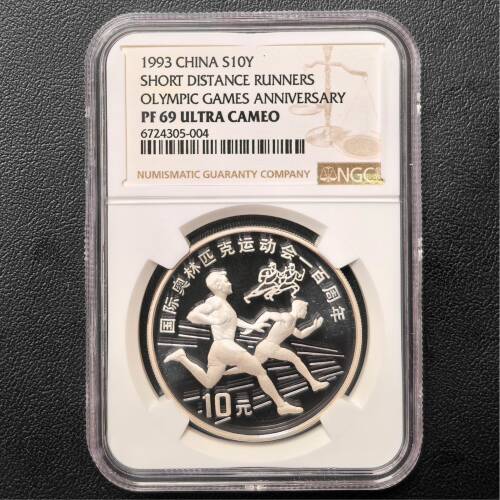 1993 CHINA S10Y
SHORT DISTANCE RUNNERS
OLYMPIC GAMES ANNIVERSARY
PF 69 ULTRA CAMEO
6724305-004
NUMISMATIC GUARANTY COMPANY
NGC
国际奥林匹克运动会一百周年
10元